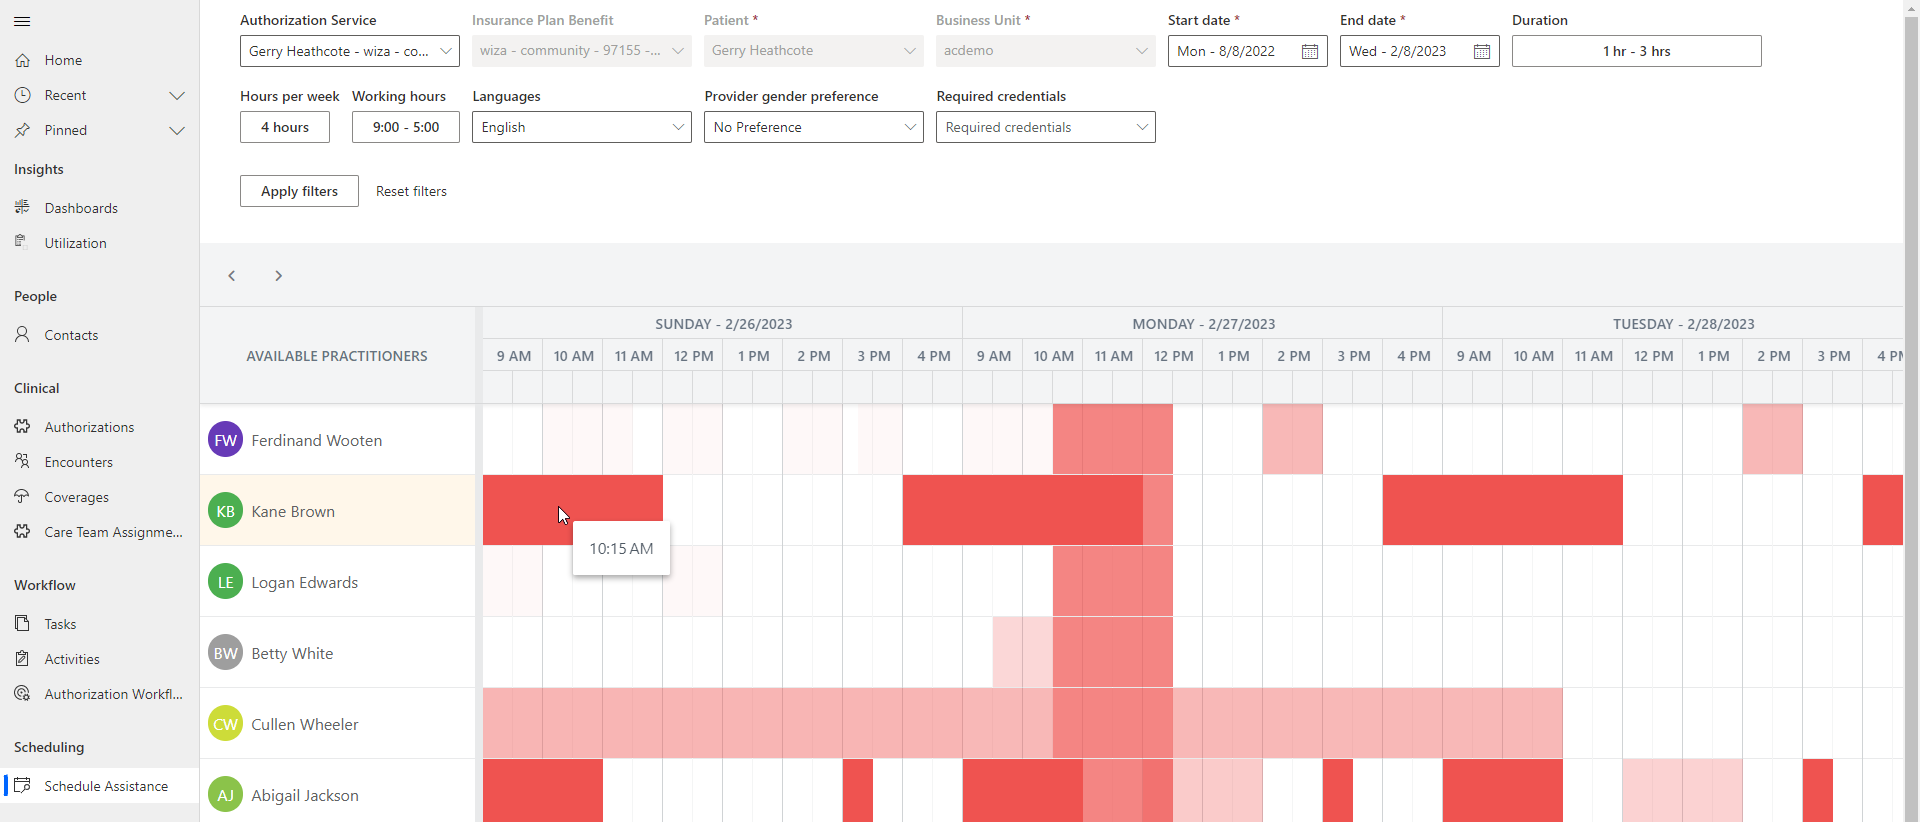 Home
Recent
Pinned
Insights
Dashboards
Utilization
People
Contacts
Clinical
Authorizations
Encounters
Coverages
Care Team Assignme...
Workflow
Tasks
Activities
Authorization Workfl...
Scheduling
Schedule Assistance
Authorization Service
Gerry Heathcote - wiza - co...
Insurance Plan Benefit
wiza - community - 97155 -...
Patient *
Gerry Heathcote
Business Unit *
acdemo
Start date *
Mon - 8/8/2022
End date *
Wed - 2/8/2023
Duration
1 hr - 3 hrs
Hours per week
4 hours
Working hours
9:00 - 5:00
Languages
English
Provider gender preference
No Preference
Required credentials
Required credentials
Apply filters
Reset filters
SUNDAY - 2/26/2023 MONDAY - 2/27/2023 TUESDAY - 2/28/2023
AVAILABLE PRACTITIONERS
9 AM 10 AM 11 AM 12 PM 1 PM 2 PM 3 PM 4 PM 9 AM 10 AM 11 AM 12 PM 1 PM 2 PM 3 PM 4 PM 9 AM 10 AM 11 AM 12 PM 1 PM 2 PM 3 PM 4 PM
FW Ferdinand Wooten
KB Kane Brown
10:15 AM
LE Logan Edwards
BW Betty White
CW Cullen Wheeler
AJ Abigail Jackson